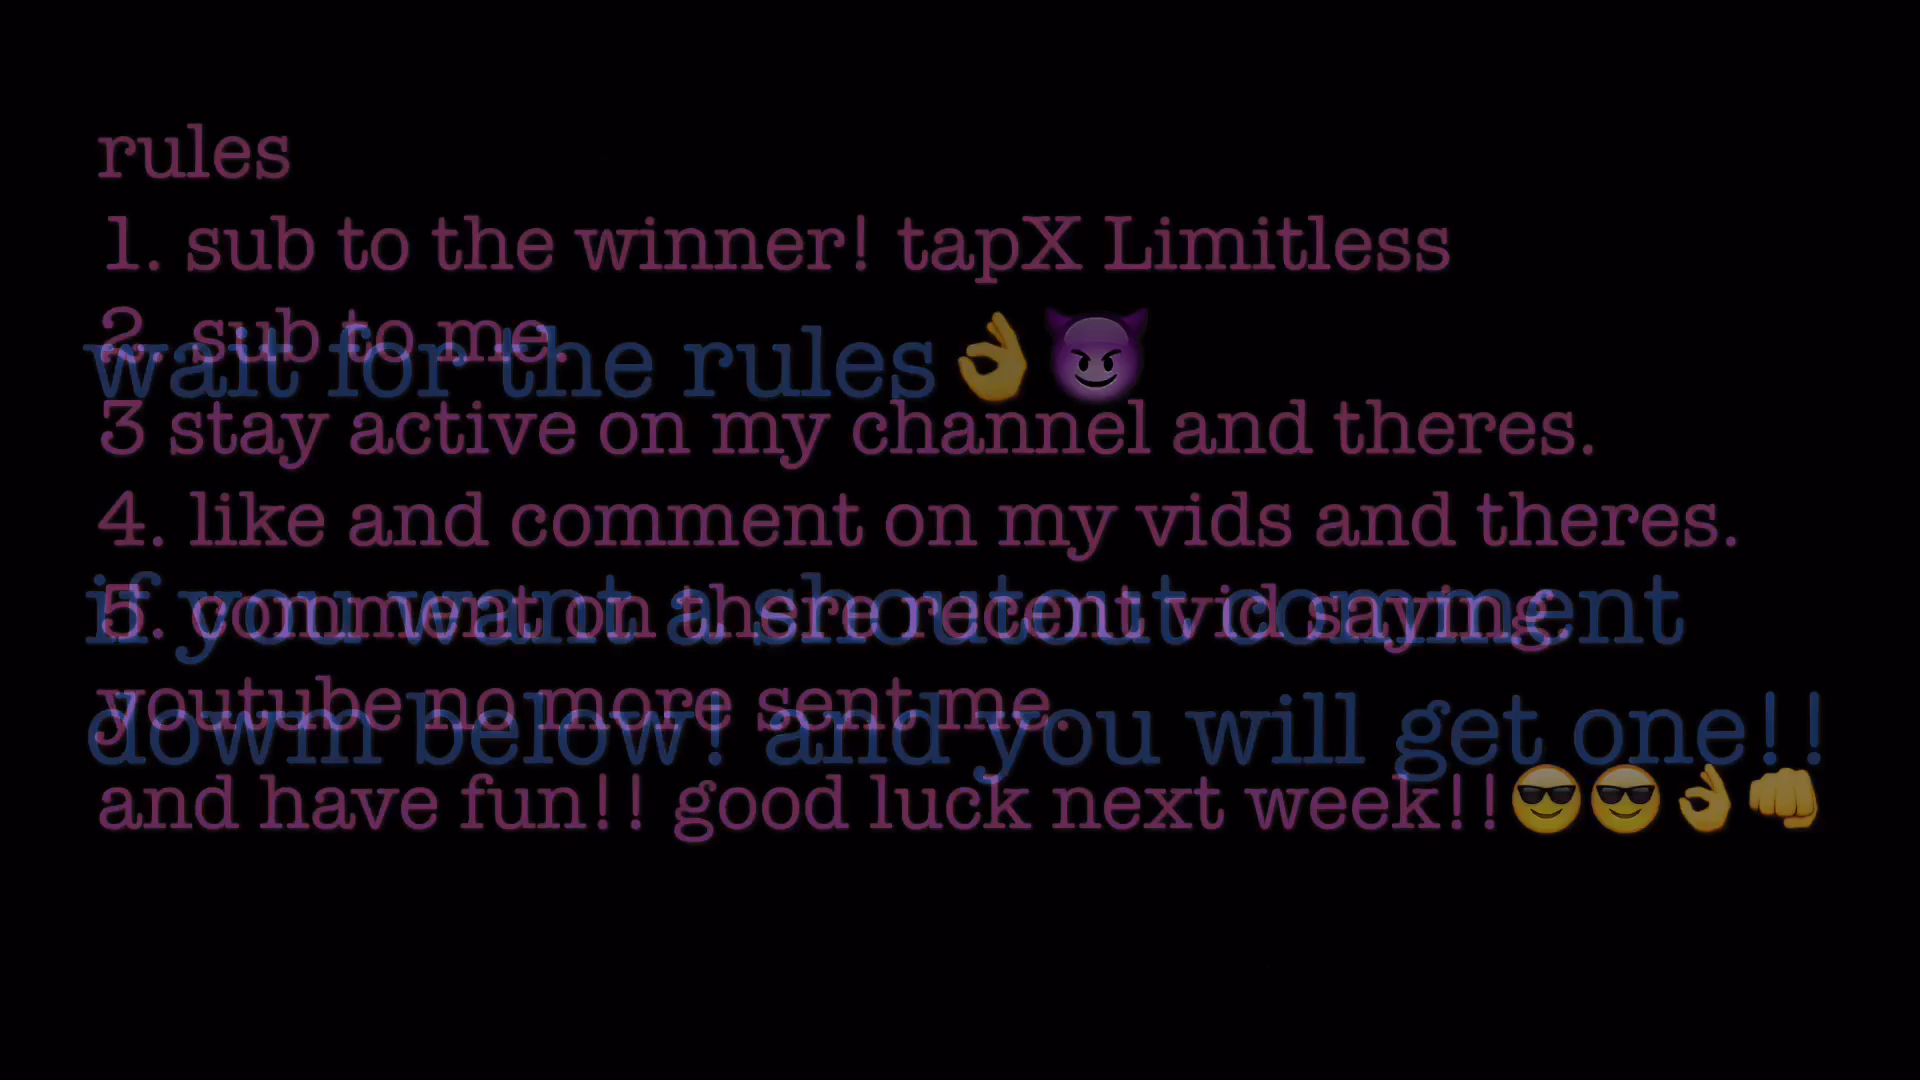 rules
1. sub to the winner! tapX Limitless
2. sub to me.
wait for the rules👌😈
3 stay active on my channel and theres.
4. like and comment on my vids and theres.
5. comment on there recent vid saying
if you want a shoutout comment
youtube no more sent me.
dowm below! and you will get one!!
and have fun!! good luck next week!!😎😎👌👊